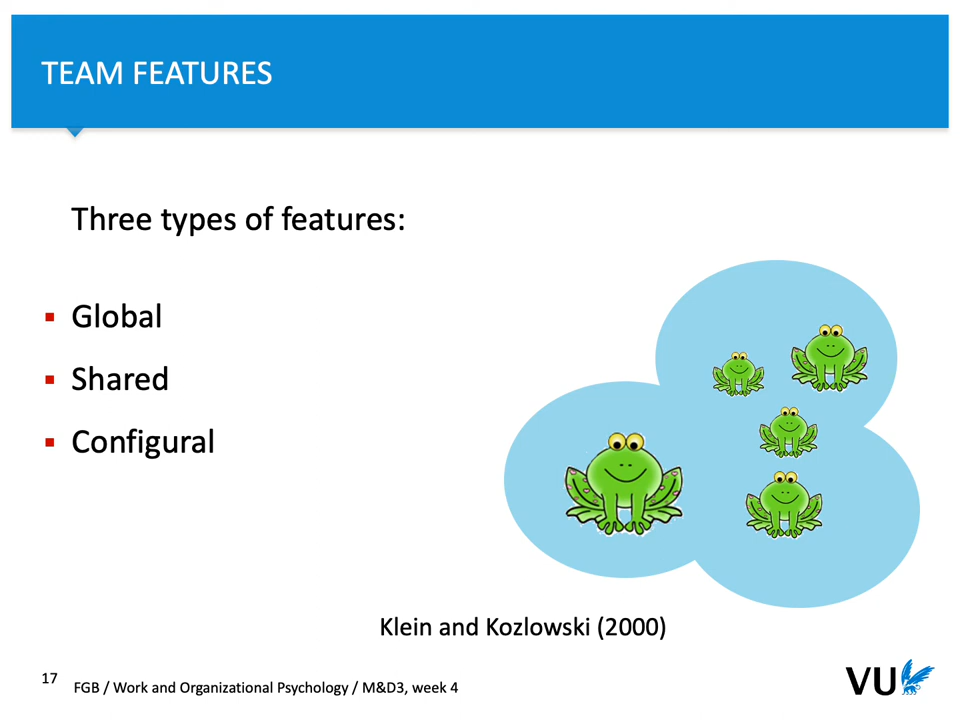 TEAM FEATURES
Three types of features:
▪ Global
▪ Shared
▪ Configural
Klein and Kozlowski (2000)
17
FGB / Work and Organizational Psychology / M&D3, week 4
VU